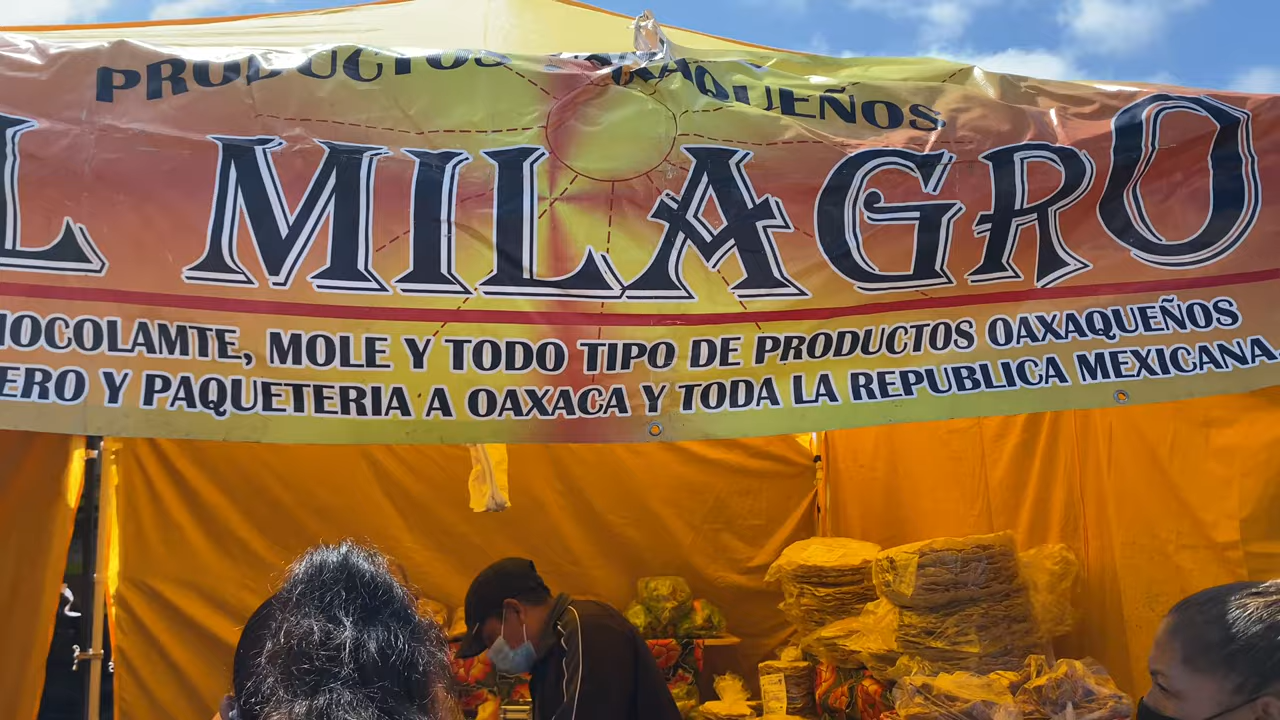 PRODUCTOS OAXAQUEÑOS
L MILAGRO
HOCOLAMTE, MOLE Y TODO TIPO DE PRODUCTOS OAXAQUEÑOS
ERO Y PAQUETERIA A OAXACA Y TODA LA REPUBLICA MEXICANA.